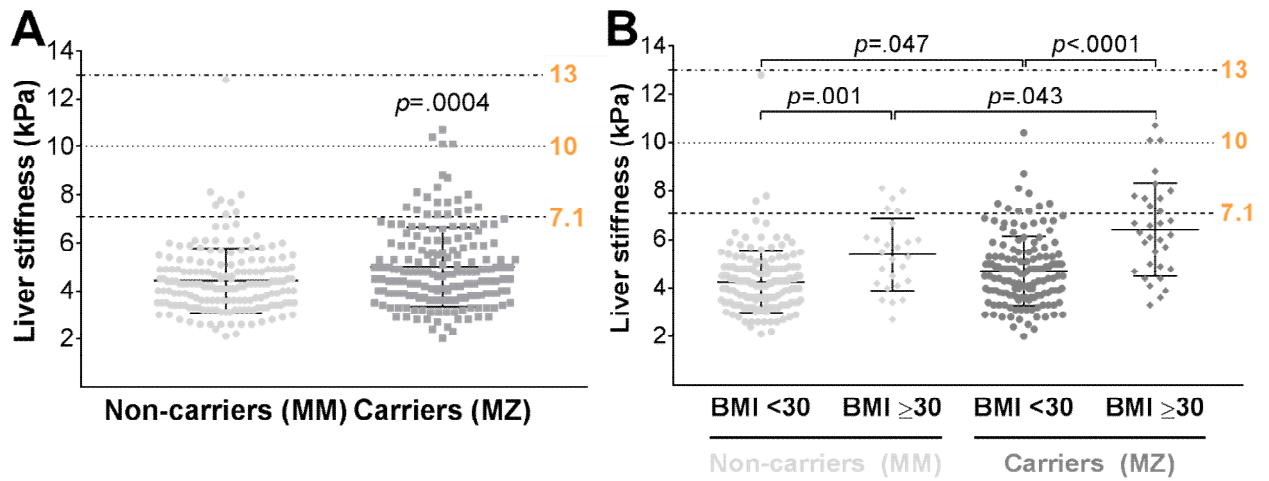 A
Liver stiffness (kPa)
14
12
10
8
6
4
2
13
10
7.1
p=.0004
Non-carriers (MM) Carriers (MZ)
B
Liver stiffness (kPa)
14
12
10
8
6
4
2
p=.047
p<.0001
p=.001
p=.043
13
10
7.1
BMI <30 BMI ≥30 BMI <30 BMI ≥30
Non-carriers (MM) Carriers (MZ)